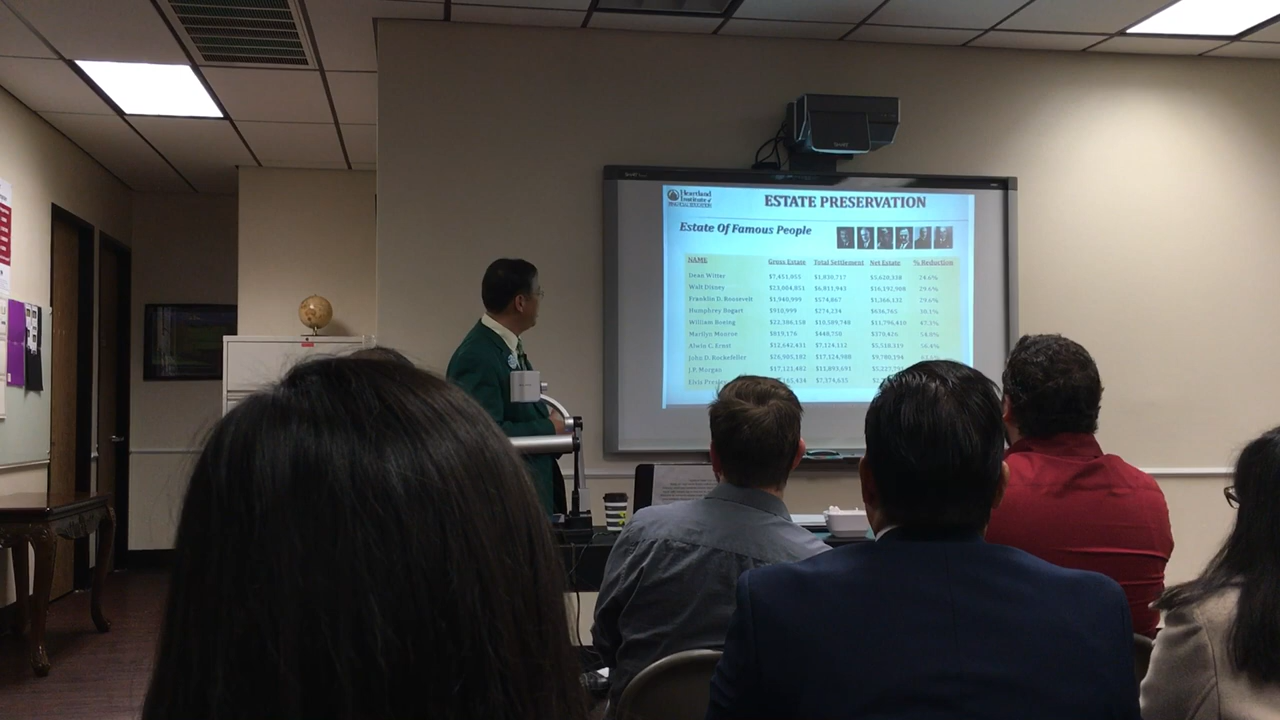 Heartland
Institute of
ESTATE PRESERVATION
Estate Of Famous People
NAME Gross Estate Total Settlement Net Estate % Reduction
Dean Witter $7,451,055 $1,830,717 $5,620,338 24.6%
Walt Disney $23,004,851 $6,811,943 $16,192,908 29.6%
Franklin D. Roosevelt $1,940,999 $574,867 $1,366,132 29.6%
Humphrey Bogart $910,999 $274,234 $636,765 30.1%
William Boeing $22,386,158 $10,589,748 $11,796,410 47.3%
Marilyn Monroe $819,176 $448,750 $370,426 54.8%
Alwin C. Ernst $12,642,431 $7,124,112 $5,518,319 56.4%
John D. Rockefeller $26,905,182 $17,124,988 $9,780,194
J.P. Morgan $17,121,482 $11,893,691
Elvis $7,374,635